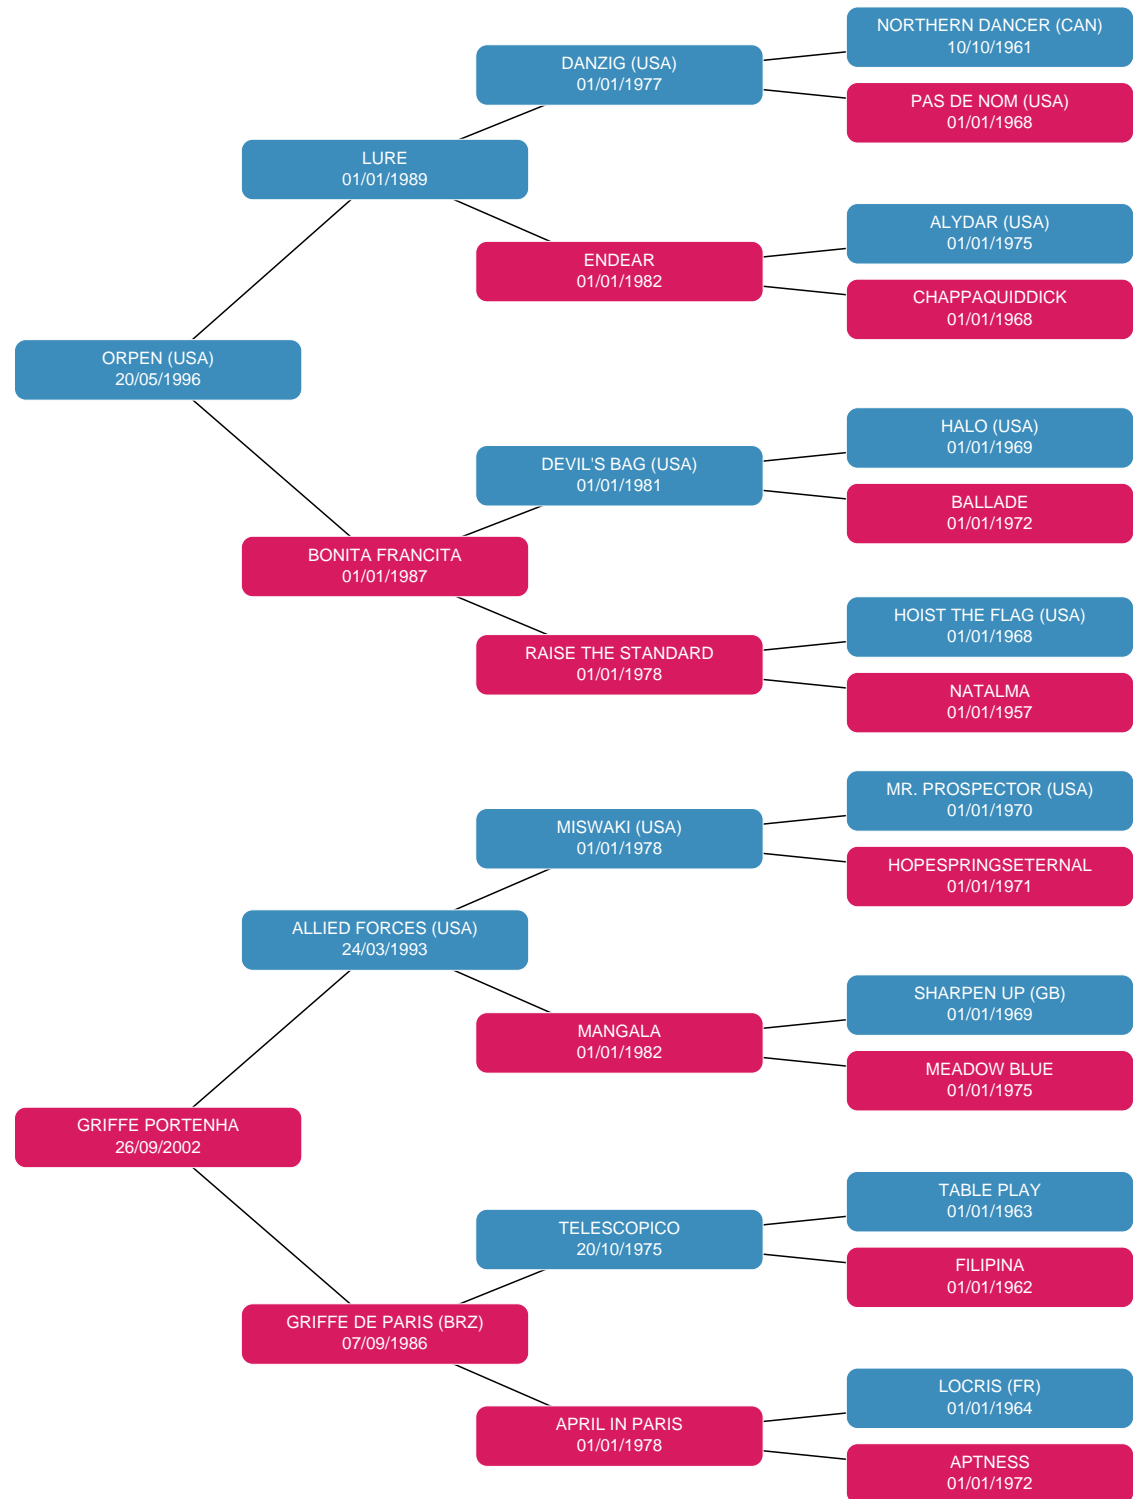 NORTHERN DANCER (CAN)
10/10/1961
DANZIG (USA)
01/01/1977
PAS DE NOM (USA)
01/01/1968
LURE
01/01/1989
ALYDAR (USA)
01/01/1975
ENDEAR
01/01/1982
CHAPPAQUIDDICK
01/01/1968
ORPEN (USA)
20/05/1996
HALO (USA)
01/01/1969
DEVIL'S BAG (USA)
01/01/1981
BALLADE
01/01/1972
BONITA FRANCITA
01/01/1987
HOIST THE FLAG (USA)
01/01/1968
RAISE THE STANDARD
01/01/1978
NATALMA
01/01/1957
MR. PROSPECTOR (USA)
01/01/1970
MISWAKI (USA)
01/01/1978
HOPESPRINGSETERNAL
01/01/1971
ALLIED FORCES (USA)
24/03/1993
SHARPEN UP (GB)
01/01/1969
MANGALA
01/01/1982
MEADOW BLUE
01/01/1975
GRIFFE PORTENHA
26/09/2002
TABLE PLAY
01/01/1963
TELESCOPICO
20/10/1975
FILIPINA
01/01/1962
GRIFFE DE PARIS (BRZ)
07/09/1986
LOCRIS (FR)
01/01/1964
APRIL IN PARIS
01/01/1978
APTNESS
01/01/1972